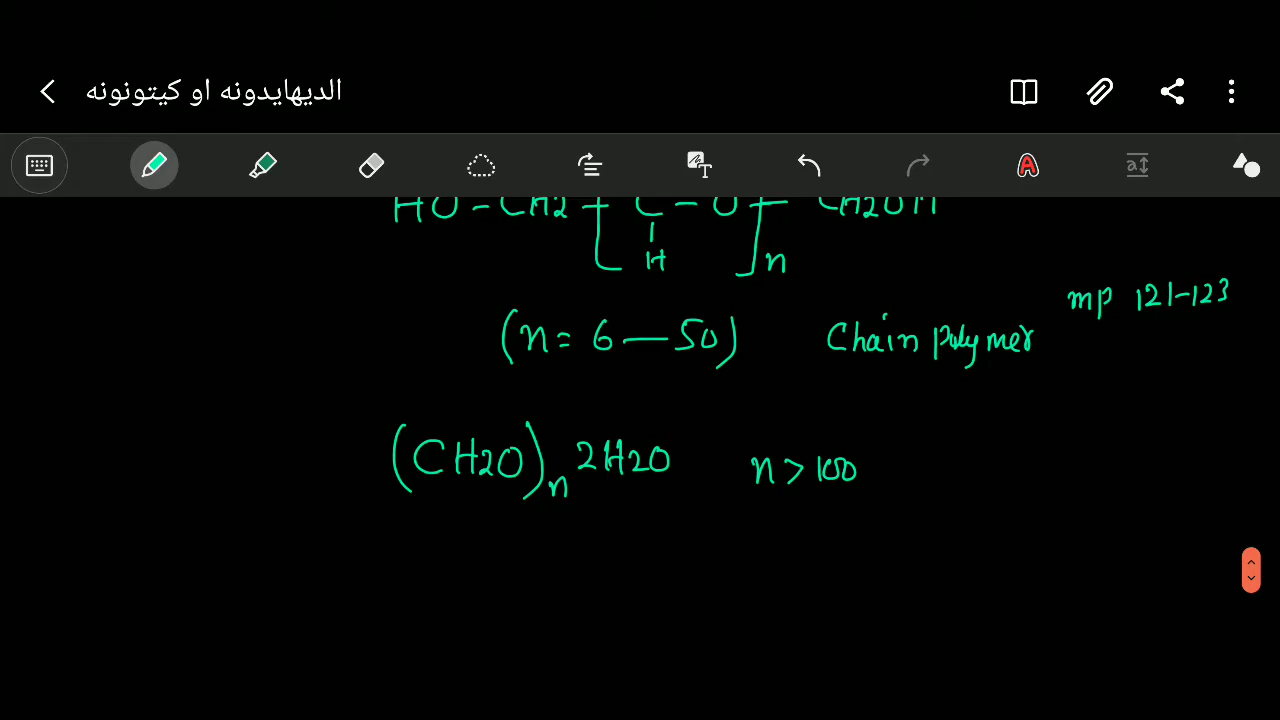 الديهايدونه او كيتونونه
HO - CH2 [ C - O ] CH2OH
H
n
mp 121-123
(n = 6 — 50) Chain polymer
(CH2O)n 2H2O n > 100